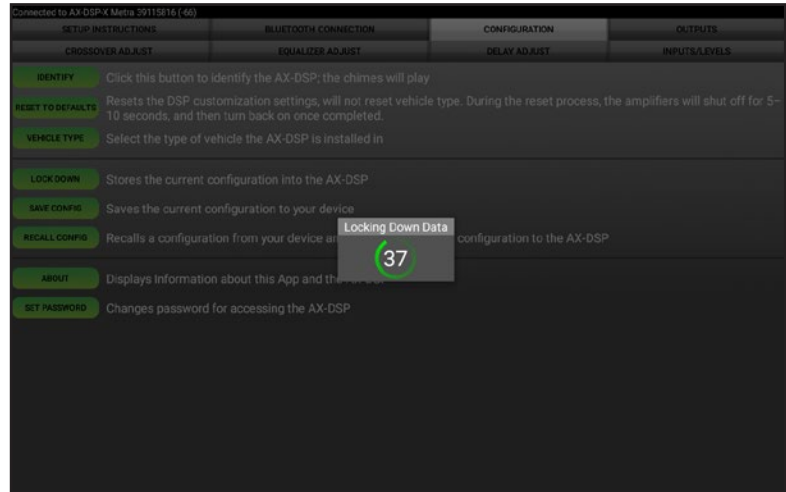 Connected to AX-DSP-X Metra 39115816 (-66)
SETUP INSTRUCTIONS
BLUETOOTH CONNECTION
CONFIGURATION
OUTPUTS
CROSSOVER ADJUST
EQUALIZER ADJUST
DELAY ADJUST
INPUTS/LEVELS
IDENTIFY
Click this button to identify the AX-DSP; the chimes will play
RESET TO DEFAULTS
Resets the DSP customization settings, will not reset vehicle type. During the reset process, the amplifiers will shut off for 5–
10 seconds, and then turn back on once completed.
VEHICLE TYPE
Select the type of vehicle the AX-DSP is installed in
LOCK DOWN
Stores the current configuration into the AX-DSP
SAVE CONFIG
Saves the current configuration to your device
Locking Down Data
37
RECALL CONFIG
Recalls a configuration from your device an
configuration to the AX-DSP
ABOUT
Displays Information about this App and the
SET PASSWORD
Changes password for accessing the AX-DSP